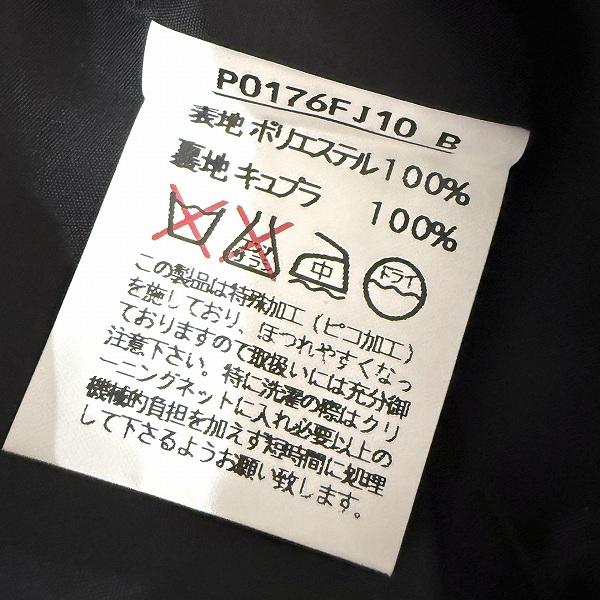 P0176FJ10 B
表地 ポリエステル100%
裏地 キュプラ 100%
エンソ サラシ 中 ドライ
この製品は特殊加工(ピコ加工)
を施しており、ほつれやすくなっ
ておりますので取扱いには充分御
注意下さい。特に洗濯の際はクリ
ーニングネットに入れ必要以上の
機械的負担を加えず短時間に処理
して下さるようお願い致します。